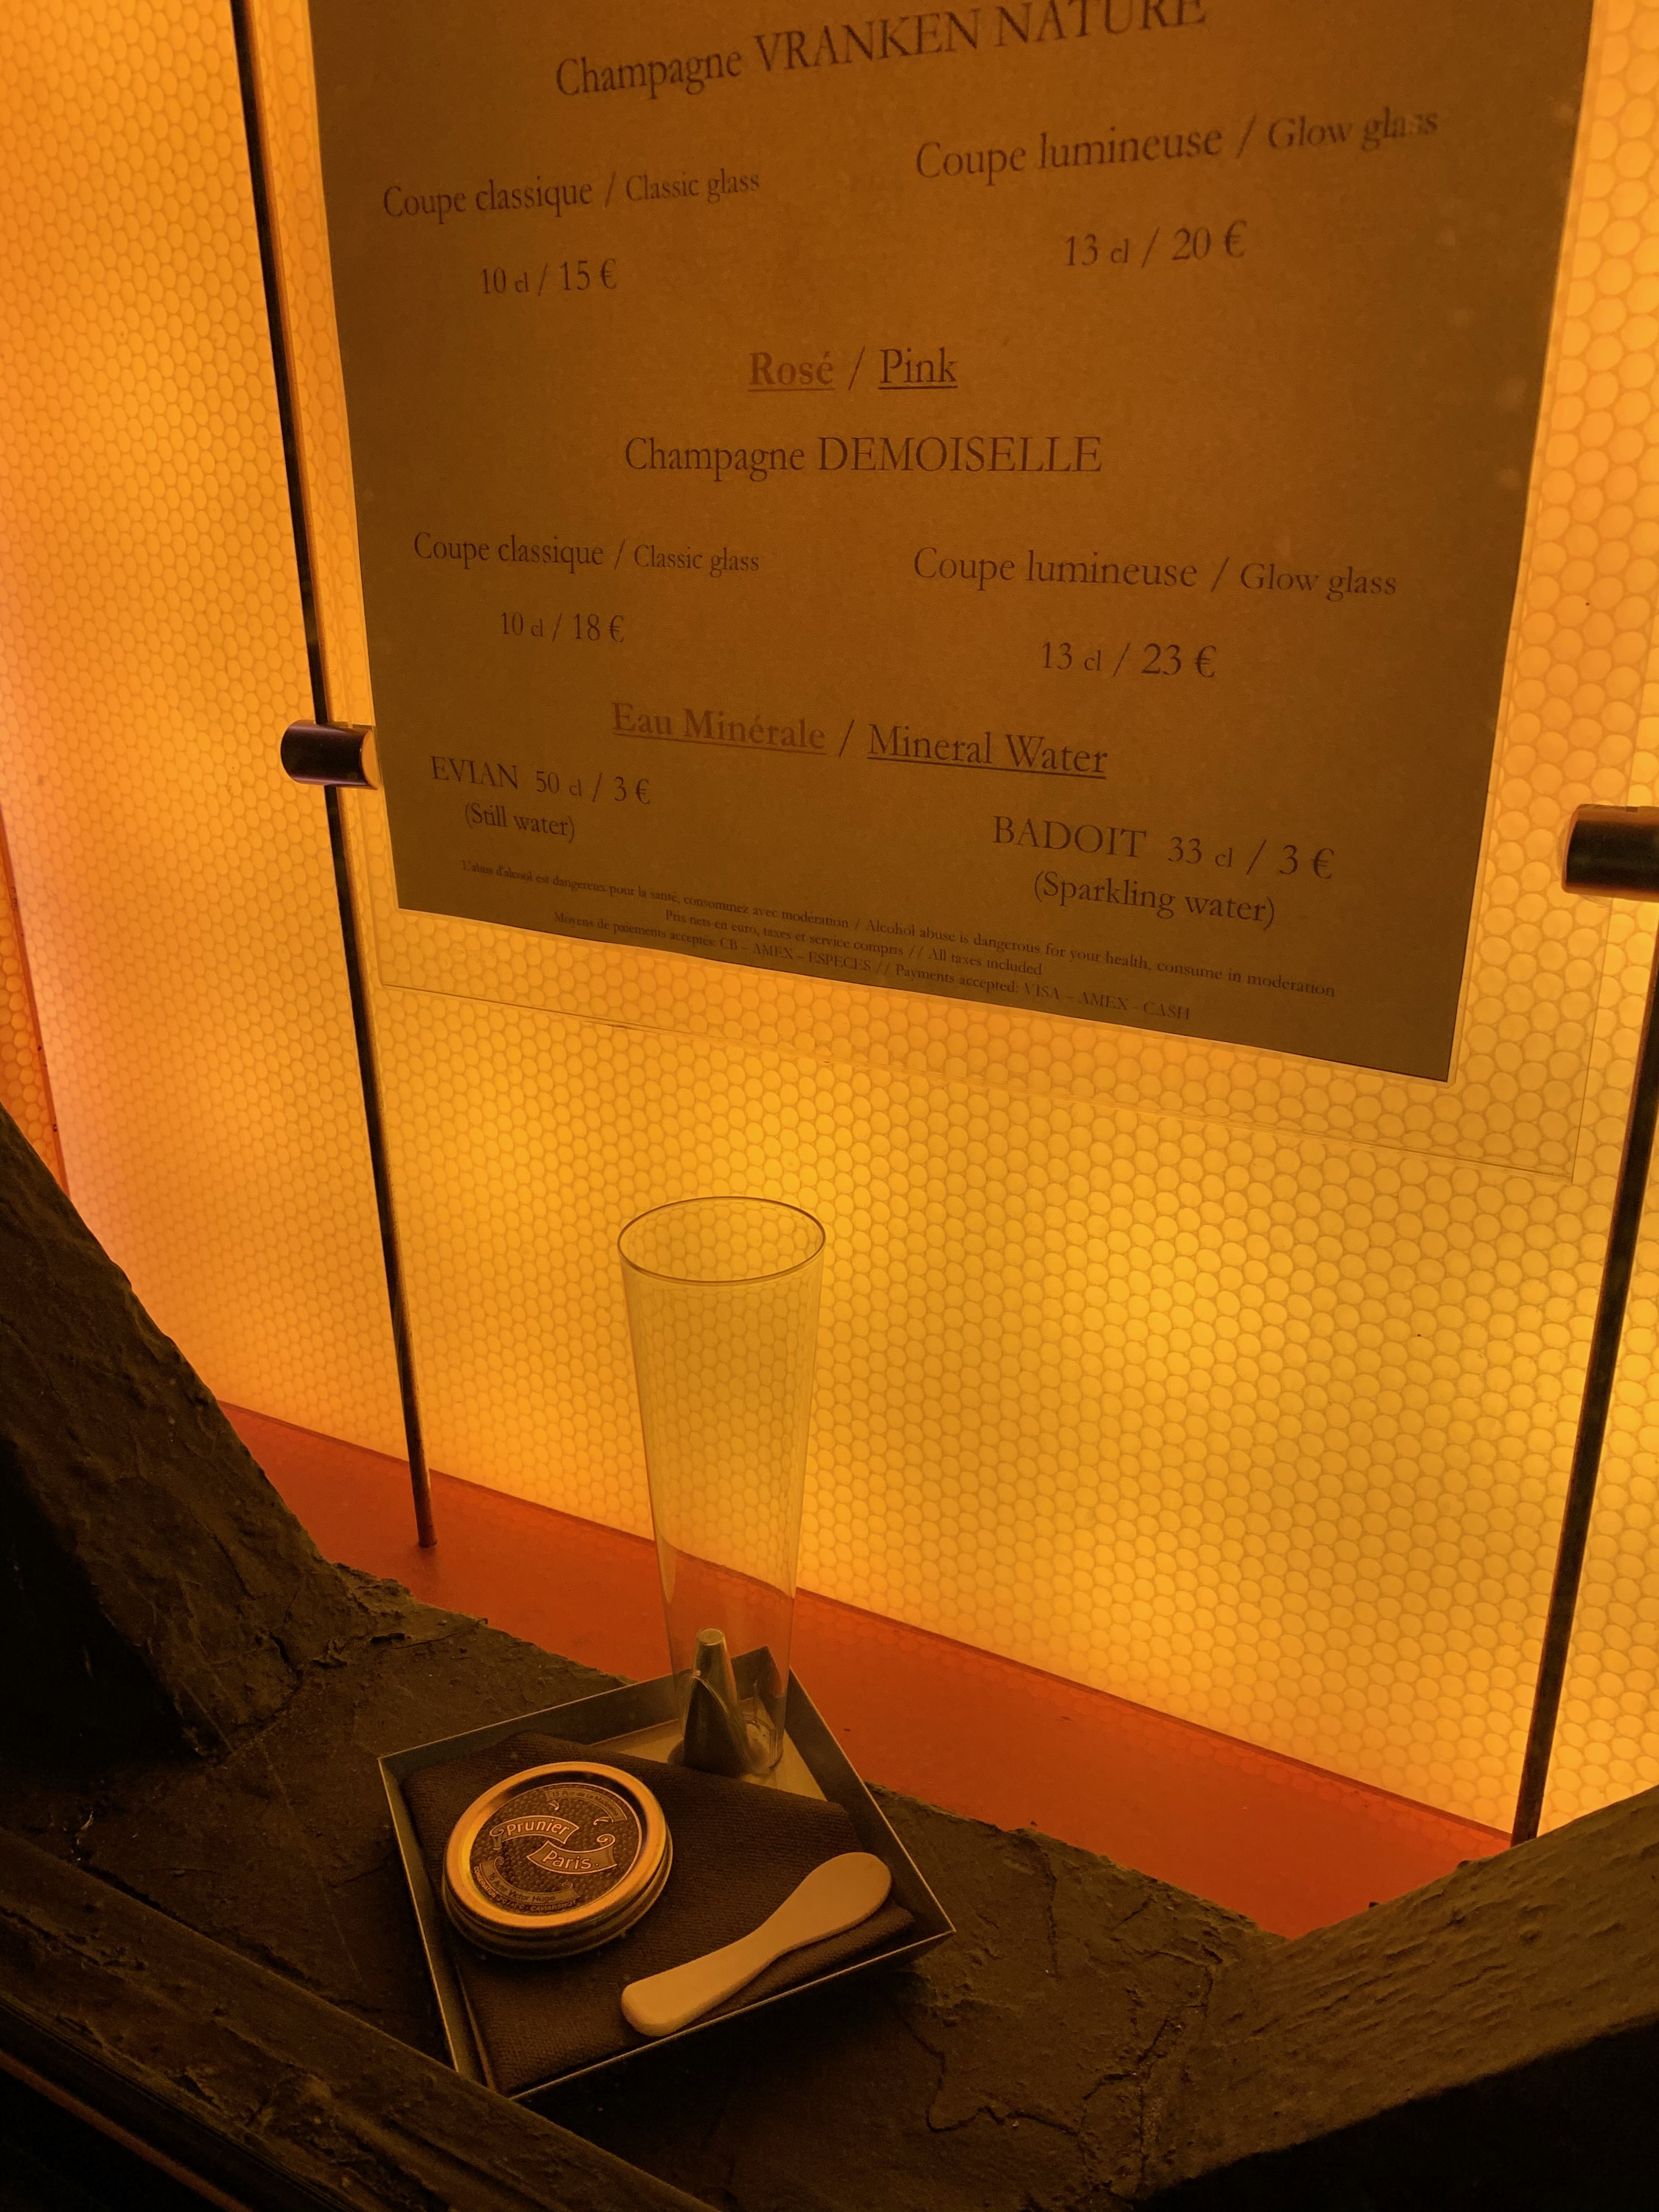 Champagne VRANKEN NATURE
Coupe classique / Classic glass
10 cl / 15 €
Coupe lumineuse / Glow glass
13 cl / 20 €
Rosé / Pink
Champagne DEMOISELLE
Coupe classique / Classic glass
10 cl / 18 €
Coupe lumineuse / Glow glass
13 cl / 23 €
Eau Minérale / Mineral Water
EVIAN 50 cl / 3 €
(Still water)
BADOIT 33 cl / 3 €
(Sparkling water)
L'abus d'alcool est dangereux pour la santé, consommez avec modération / Alcohol abuse is dangerous for your health, consume in moderation
Prix nets en euro, taxes et service compris // All taxes included
Moyens de paiements acceptés: CB – AMEX – ESPECES // Payments accepted: VISA – AMEX - CASH
Prunier
Paris
Victor Hugo